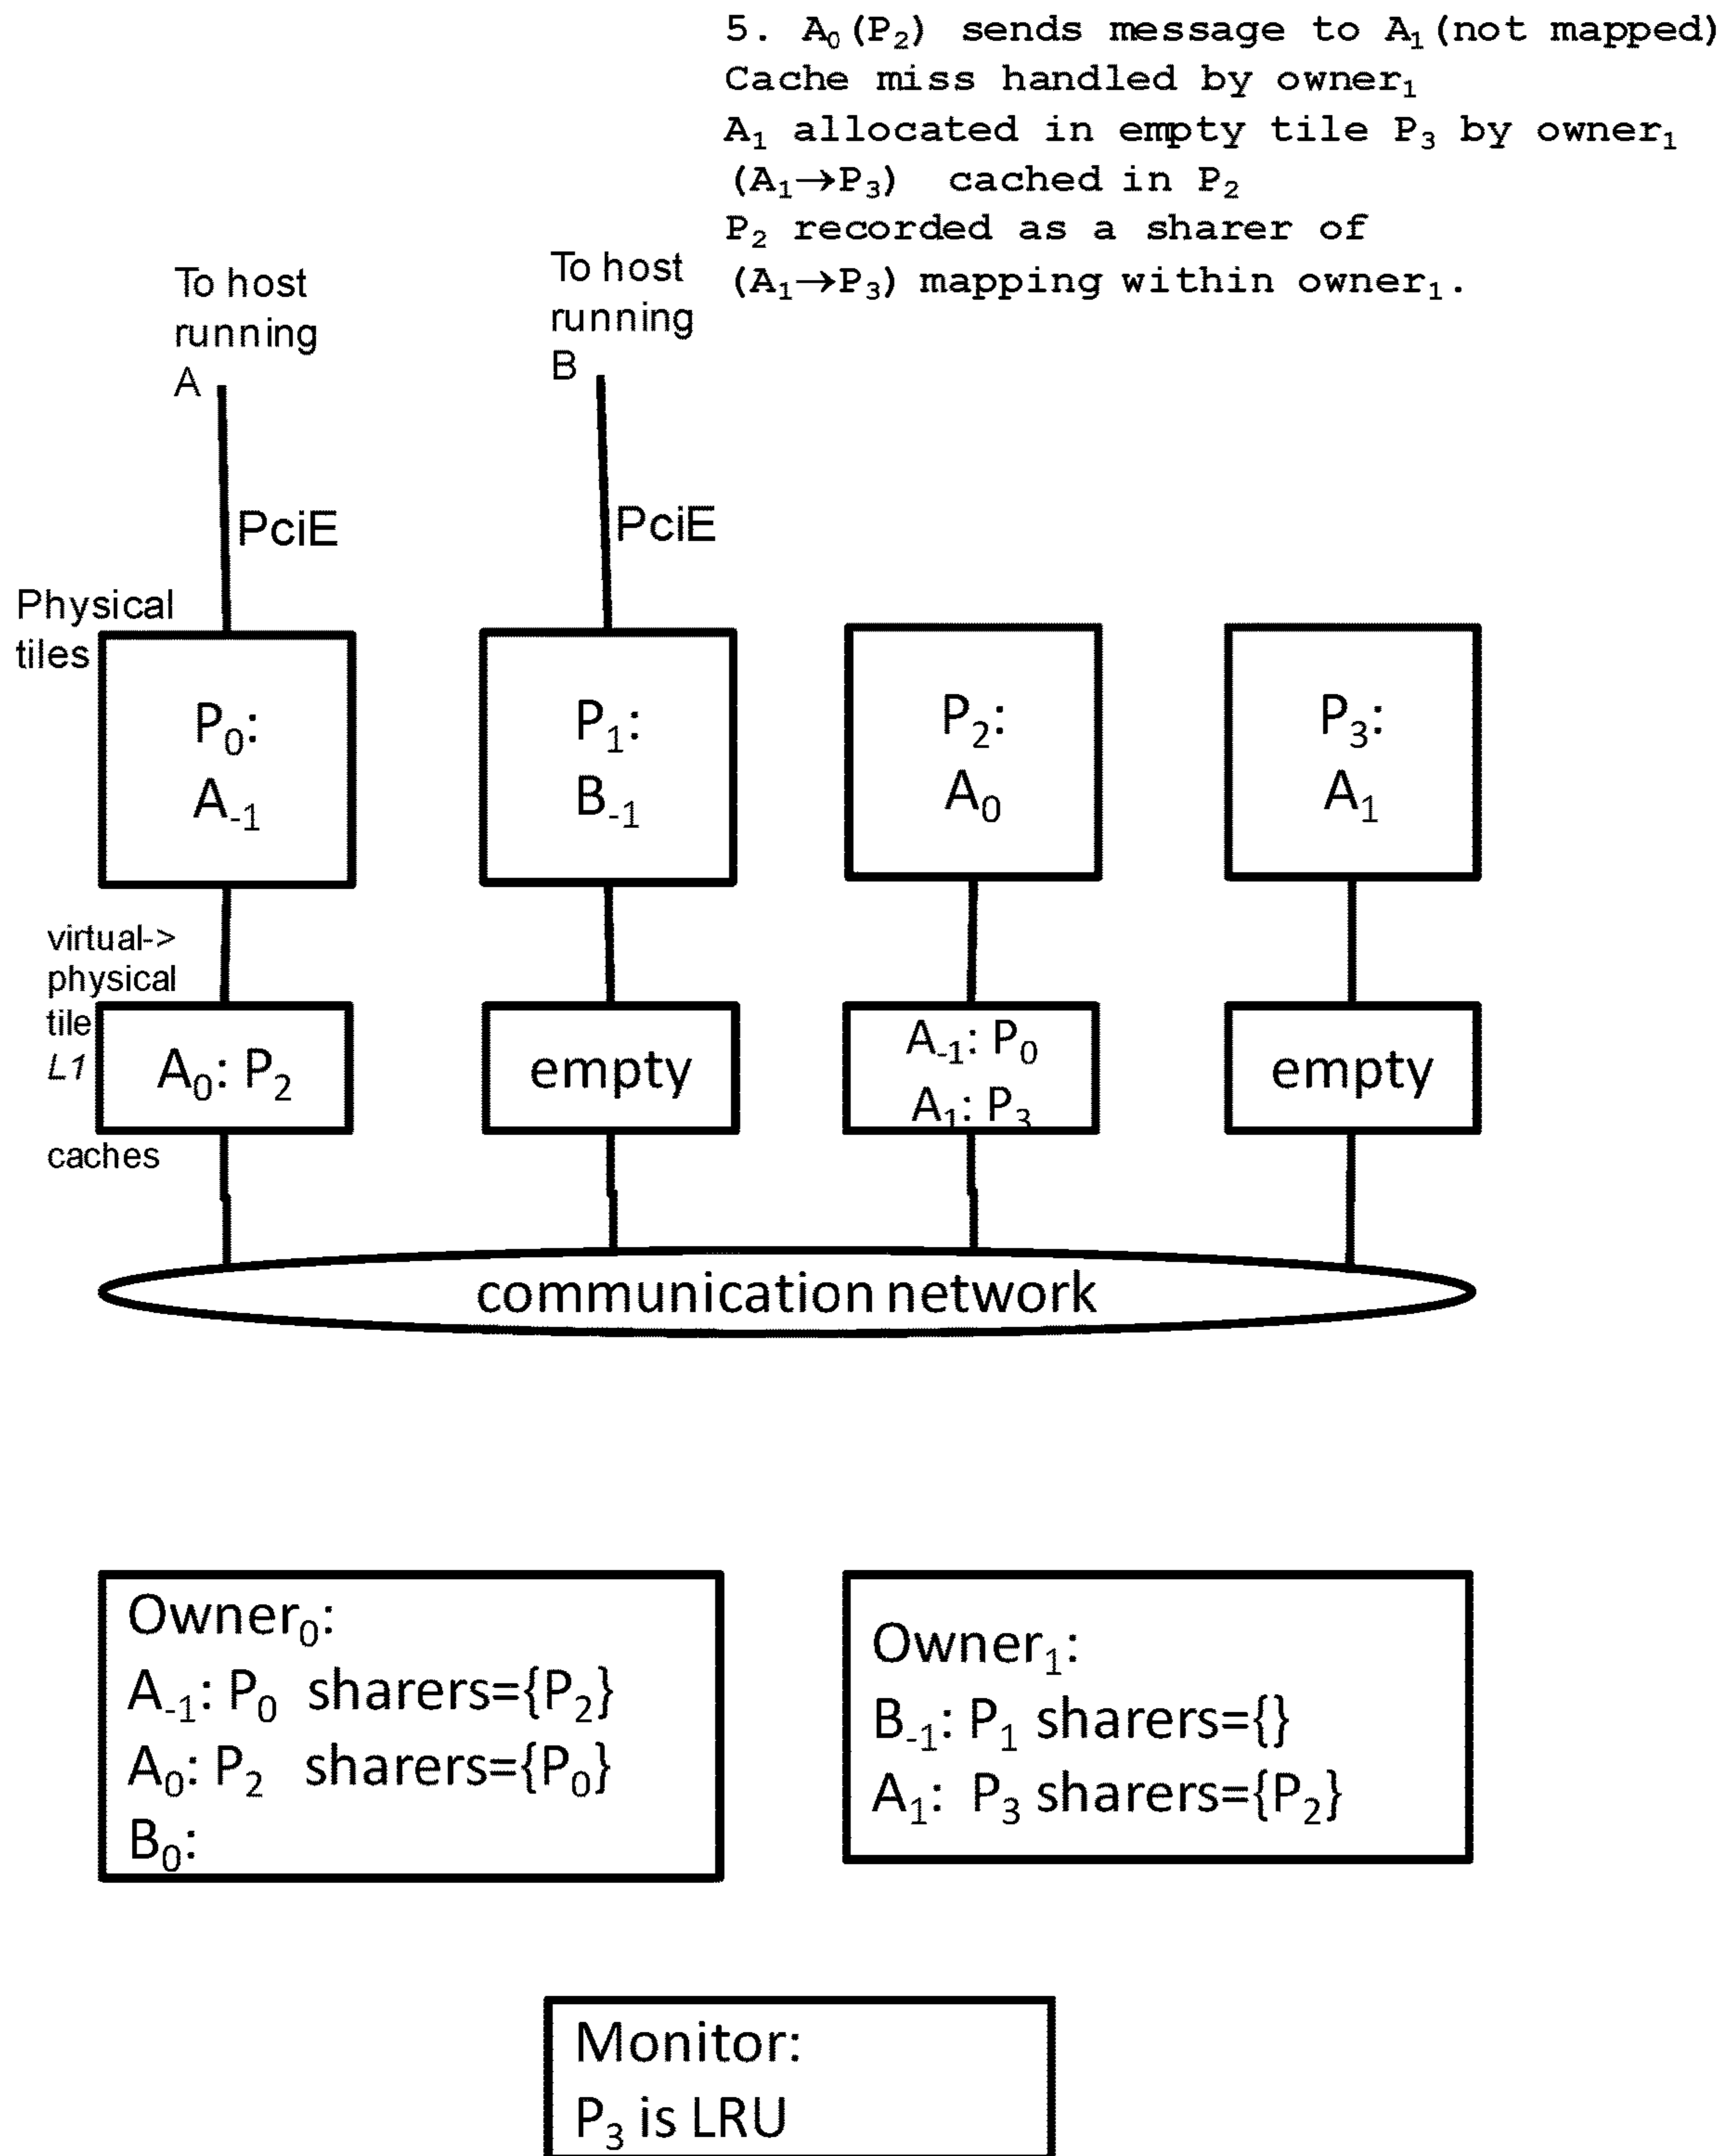 5. A₀(P₂) sends message to A₁(not mapped)
Cache miss handled by owner₁
A₁ allocated in empty tile P₃ by owner₁
(A₁→P₃) cached in P₂
P₂ recorded as a sharer of
(A₁→P₃) mapping within owner₁.
To host
running
A
To host
running
B
PciE
PciE
Physical
tiles
P₀:
A₋₁
P₁:
B₋₁
P₂:
A₀
P₃:
A₁
virtual->
physical
tile
L1
caches
A₀: P₂
empty
A₋₁: P₀
A₁: P₃
empty
communication network
Owner₀:
A₋₁: P₀ sharers={P₂}
A₀: P₂ sharers={P₀}
B₀:
Owner₁:
B₋₁: P₁ sharers={}
A₁: P₃ sharers={P₂}
Monitor:
P₃ is LRU